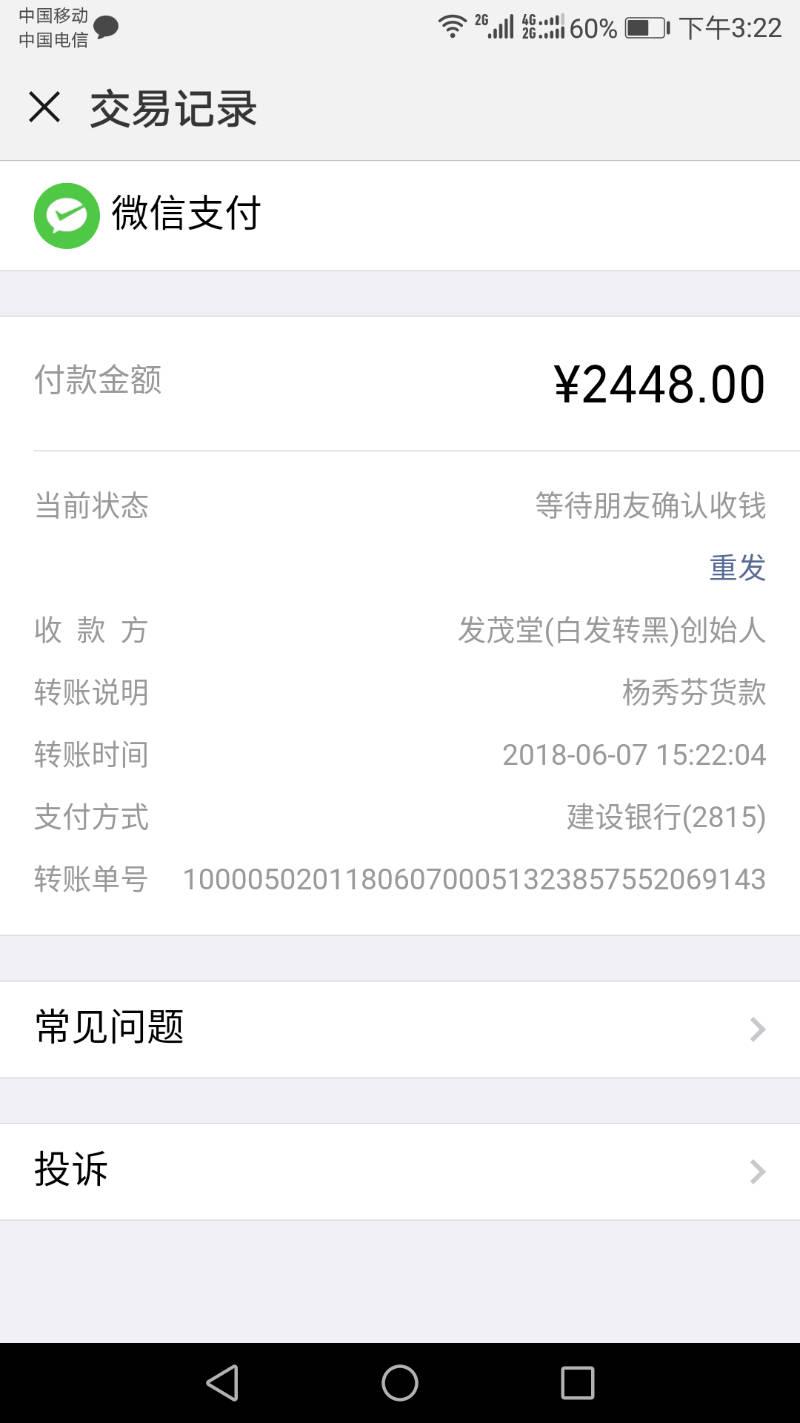 中国移动
中国电信
2G 4G 2G 60% 下午3:22
交易记录
微信支付
付款金额 ¥2448.00
当前状态 等待朋友确认收钱
重发
收款方 发茂堂(白发转黑)创始人
转账说明 杨秀芬货款
转账时间 2018-06-07 15:22:04
支付方式 建设银行(2815)
转账单号 100005020118060700051323857552069143
常见问题
投诉